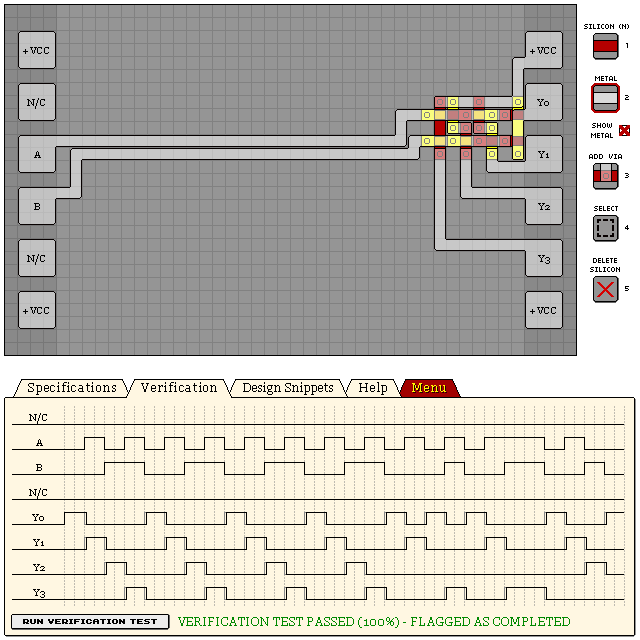 +VCC
N/C
A
B
N/C
+VCC
+VCC
Y0
Y1
Y2
Y3
+VCC
SILICON (N)
1
METAL
2
SHOW
METAL
ADD VIA
3
SELECT
4
DELETE
SILICON
5
Specifications Verification Design Snippets Help Menu
N/C
A
B
N/C
Y0
Y1
Y2
Y3
RUN VERIFICATION TEST VERIFICATION TEST PASSED (100%) - FLAGGED AS COMPLETED